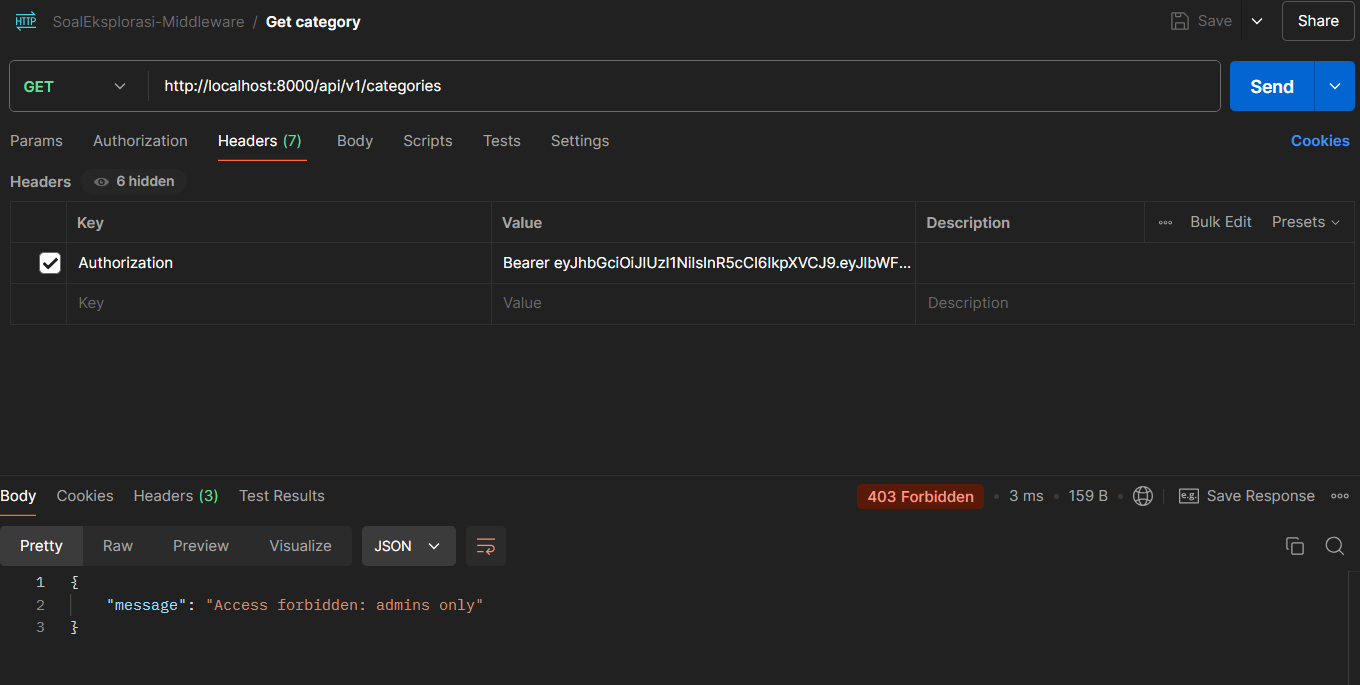 HTTP SoalEksplorasi-Middleware / Get category Save Share
GET http://localhost:8000/api/v1/categories Send
Params Authorization Headers (7) Body Scripts Tests Settings Cookies
Headers 6 hidden
Key Value Description Bulk Edit Presets
Authorization Bearer eyJhbGciOiJIUzI1NiIsInR5cCI6IkpXVCJ9.eyJlbWF...
Key Value Description
Body Cookies Headers (3) Test Results 403 Forbidden • 3 ms • 159 B • e.g. Save Response
Pretty Raw Preview Visualize JSON
1 {
2 "message": "Access forbidden: admins only"
3 }